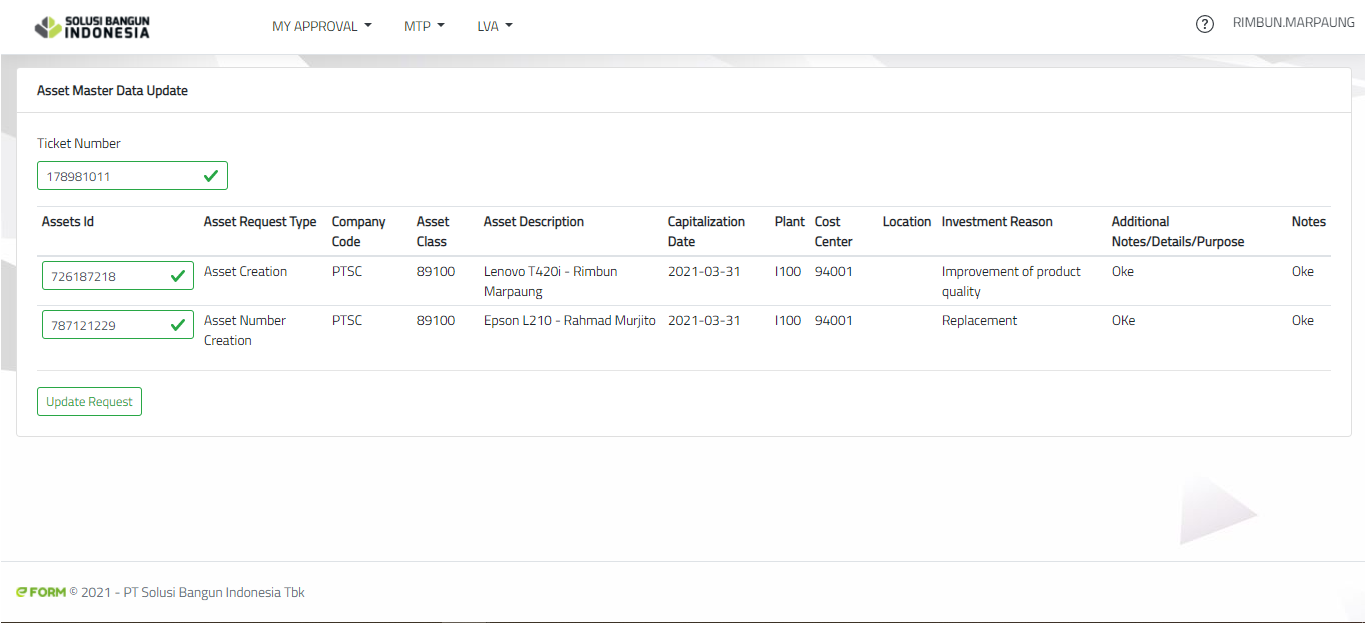 SOLUSI BANGUN
INDONESIA
MY APPROVAL
MTP
LVA
?
RIMBUN.MARPAUNG
Asset Master Data Update
Ticket Number
178981011
Assets Id
Asset Request Type
Company
Code
Asset
Class
Asset Description
Capitalization
Date
Plant
Cost
Center
Location
Investment Reason
Additional
Notes/Details/Purpose
Notes
726187218
Asset Creation
PTSC
89100
Lenovo T420i - Rimbun
Marpaung
2021-03-31
I100
94001
Improvement of product
quality
Oke
Oke
787121229
Asset Number
Creation
PTSC
89100
Epson L210 - Rahmad Murjito
2021-03-31
I100
94001
Replacement
OKe
Oke
Update Request
eFORM © 2021 - PT Solusi Bangun Indonesia Tbk